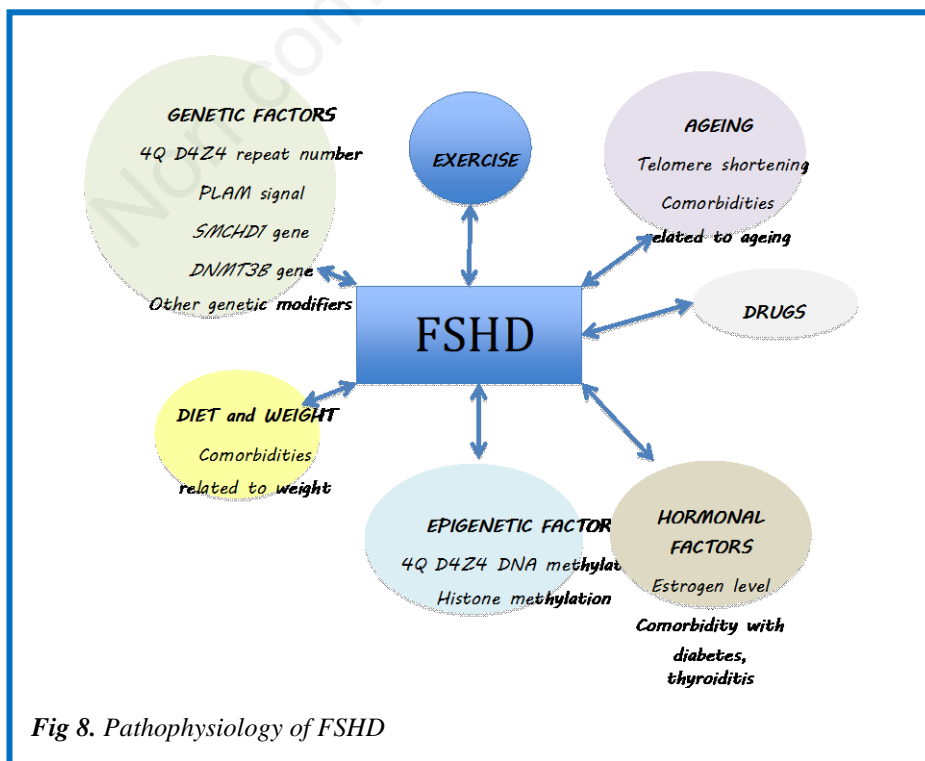 Non com
GENETIC FACTORS
4Q D4Z4 repeat number
PLAM signal
SMCHD1 gene
DNMT3B gene
Other genetic modifiers
EXERCISE
AGEING
Telomere shortening
Comorbidities
related to ageing
FSHD
DRUGS
DIET and WEIGHT
Comorbidities
related to weight
EPIGENETIC FACTOR
4Q D4Z4 DNA methylat
Histone methylation
HORMONAL
FACTORS
Estrogen level
Comorbidity with
diabetes,
thyroiditis
Fig 8. Pathophysiology of FSHD